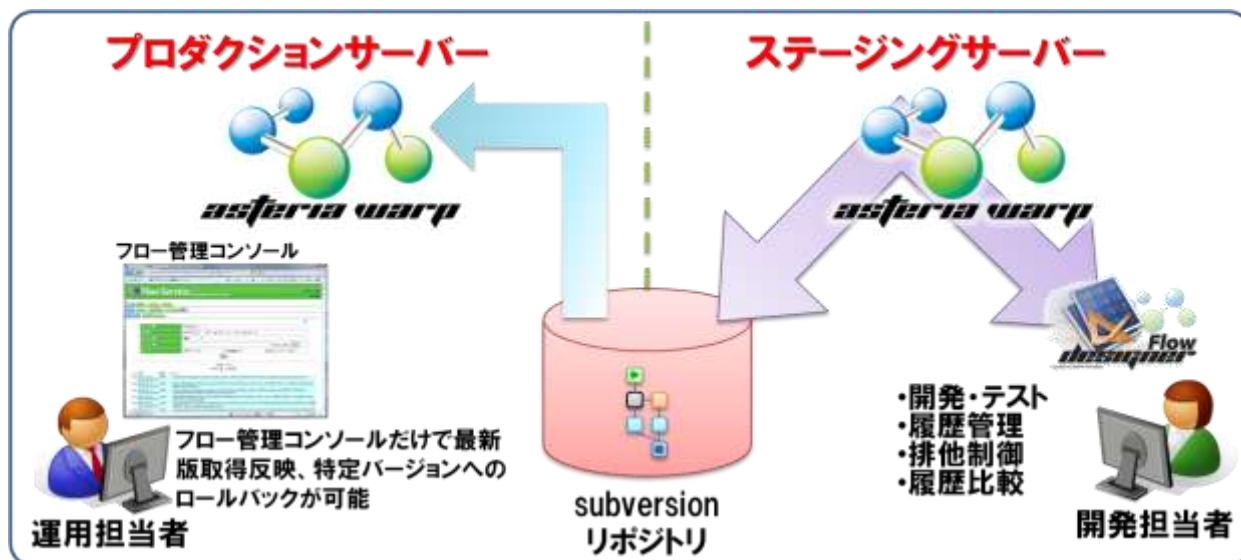 プロダクションサーバー
ステージングサーバー
asteria warp
asteria warp
フロー管理コンソール
Flow
designer
フロー管理コンソールだけで最新
版取得反映、特定バージョンへの
ロールバックが可能
運用担当者
subversion
リポジトリ
・開発・テスト
・履歴管理
・排他制御
・履歴比較
開発担当者